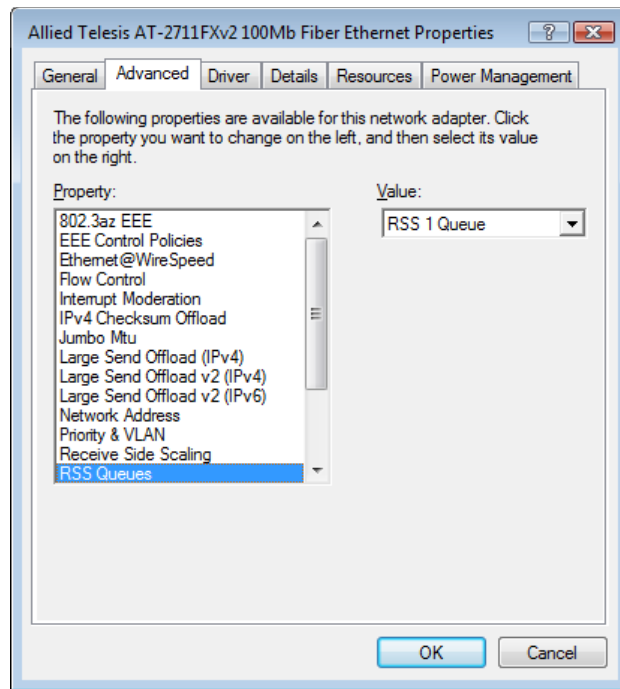 Allied Telesis AT-2711FXv2 100Mb Fiber Ethernet Properties
General Advanced Driver Details Resources Power Management
The following properties are available for this network adapter. Click
the property you want to change on the left, and then select its value
on the right.
Property:
802.3az EEE
EEE Control Policies
Ethernet@WireSpeed
Flow Control
Interrupt Moderation
IPv4 Checksum Offload
Jumbo Mtu
Large Send Offload (IPv4)
Large Send Offload v2 (IPv4)
Large Send Offload v2 (IPv6)
Network Address
Priority & VLAN
Receive Side Scaling
RSS Queues
Value:
RSS 1 Queue
OK
Cancel